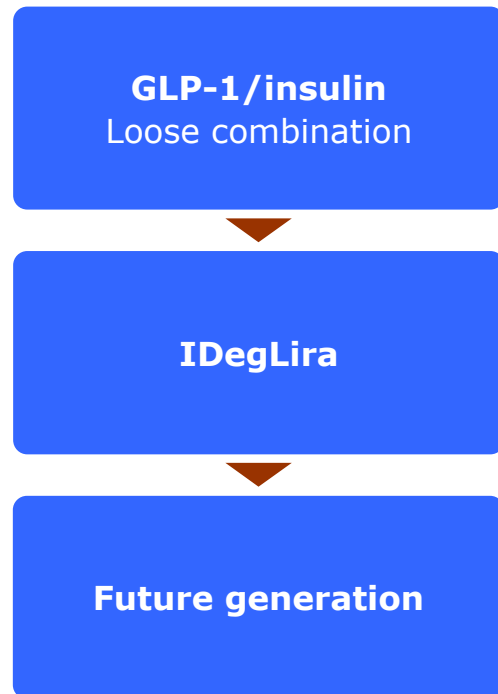 GLP-1/insulin
Loose combination
IDegLira
Future generation